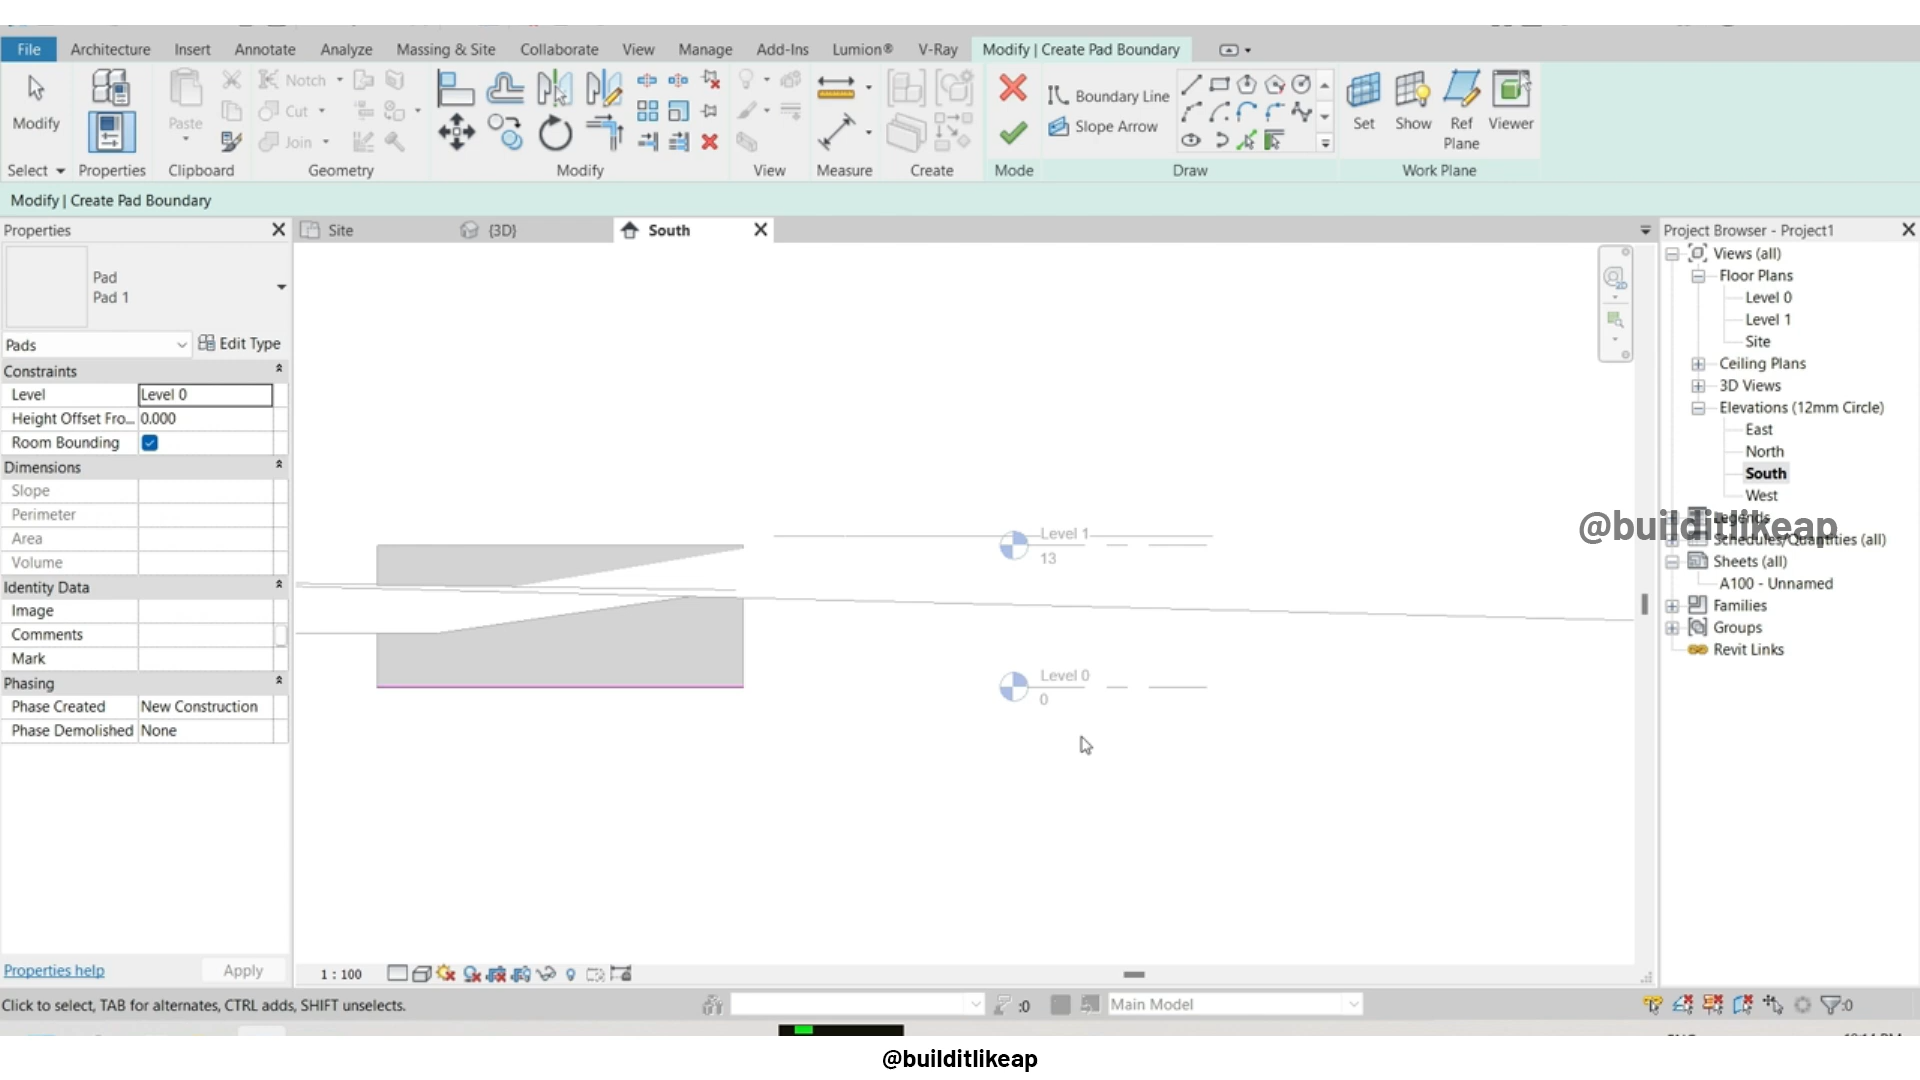 File Architecture Insert Annotate Analyze Massing & Site Collaborate View Manage Add-Ins Lumion® V-Ray Modify | Create Pad Boundary
Modify
Paste
Notch
Cut
Join
Boundary Line
Slope Arrow
Set Show Ref Plane Viewer
Select Properties Clipboard Geometry Modify View Measure Create Mode Draw Work Plane
Modify | Create Pad Boundary
Properties
Pad
Pad 1
Pads
Edit Type
Constraints
Level Level 0
Height Offset Fro... 0.000
Room Bounding
Dimensions
Slope
Perimeter
Area
Volume
Identity Data
Image
Comments
Mark
Phasing
Phase Created New Construction
Phase Demolished None
Properties help
Apply
Site {3D} South
Level 1
13
Level 0
0
1 : 100
Project Browser - Project1
Views (all)
Floor Plans
Level 0
Level 1
Site
Ceiling Plans
3D Views
Elevations (12mm Circle)
East
North
South
West
Legends
@builditlikeap
Schedules/Quantities (all)
Sheets (all)
A100 - Unnamed
Families
Groups
Revit Links
Click to select, TAB for alternates, CTRL adds, SHIFT unselects.
:0
Main Model
:0
@builditlikeap